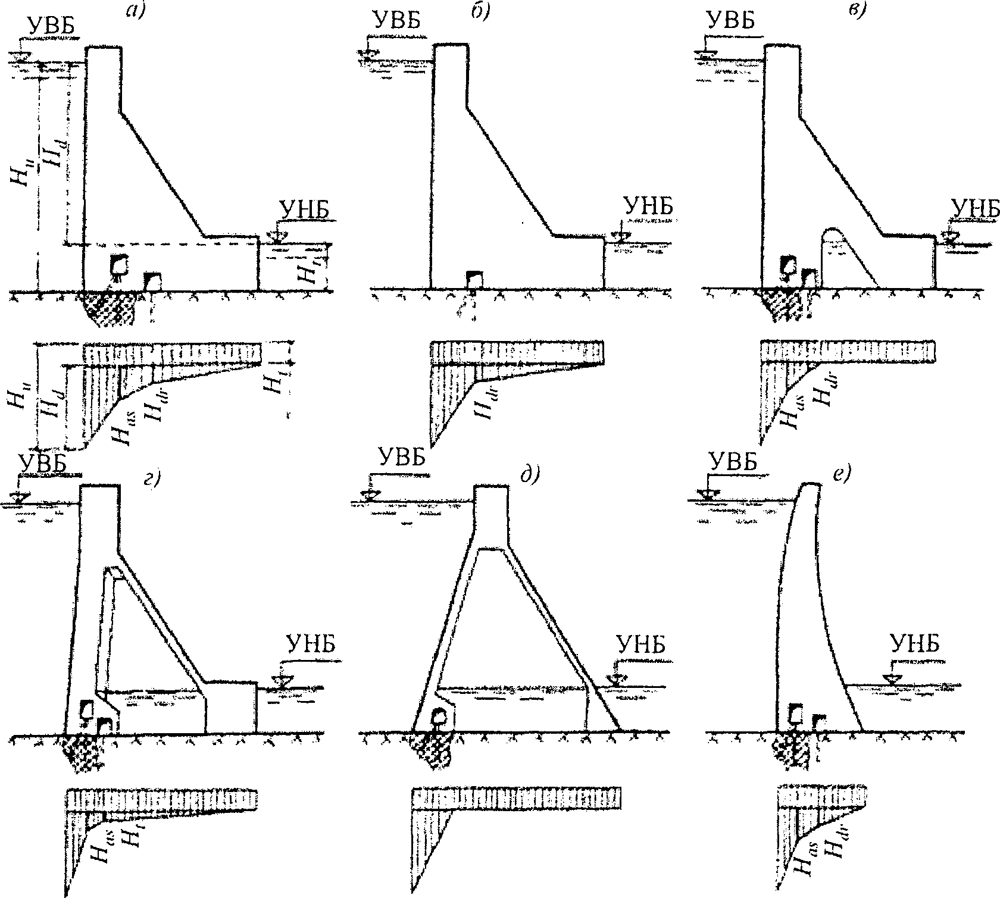 а)
УВБ
H_u
H_d
УНБ
H_t
H_u
H_d
H_as
H_dr
H_t
б)
УВБ
УНБ
H_dr
в)
УВБ
УНБ
H_as
H_dr
г)
УВБ
УНБ
H_as
H_t
д)
УВБ
УНБ
е)
УВБ
УНБ
H_as
H_dr